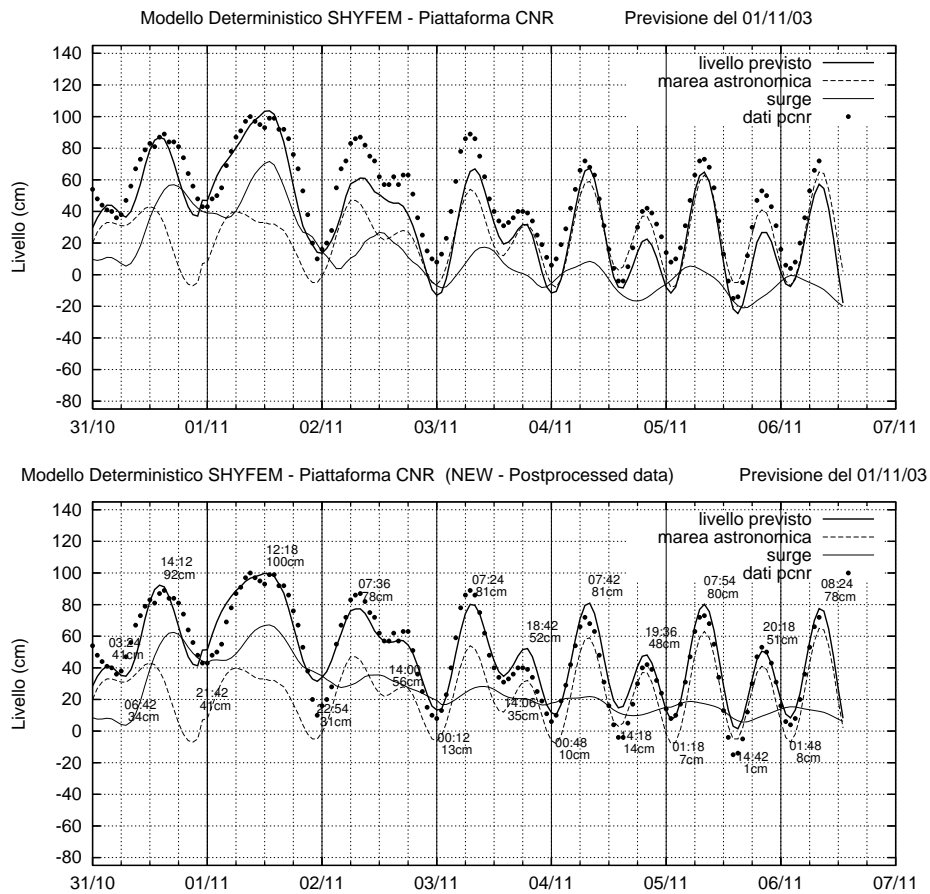 Modello Deterministico SHYFEM - Piattaforma CNR Previsione del 01/11/03
140
120
100
80
60
40
20
0
-20
-40
-60
-80
Livello (cm)
livello previsto
marea astronomica
surge
dati pcnr
31/10 01/11 02/11 03/11 04/11 05/11 06/11 07/11
Modello Deterministico SHYFEM - Piattaforma CNR (NEW - Postprocessed data) Previsione del 01/11/03
140
120
100
80
60
40
20
0
-20
-40
-60
-80
Livello (cm)
livello previsto
marea astronomica
surge
dati pcnr
03:24
41cm
06:42
34cm
14:12
92cm
21:42
41cm
12:18
100cm
22:54
31cm
07:36
78cm
14:00
56cm
00:12
13cm
07:24
81cm
14:06
35cm
18:42
52cm
00:48
10cm
07:42
81cm
14:18
14cm
19:36
48cm
01:18
7cm
07:54
80cm
14:42
1cm
20:18
51cm
01:48
8cm
08:24
78cm
31/10 01/11 02/11 03/11 04/11 05/11 06/11 07/11